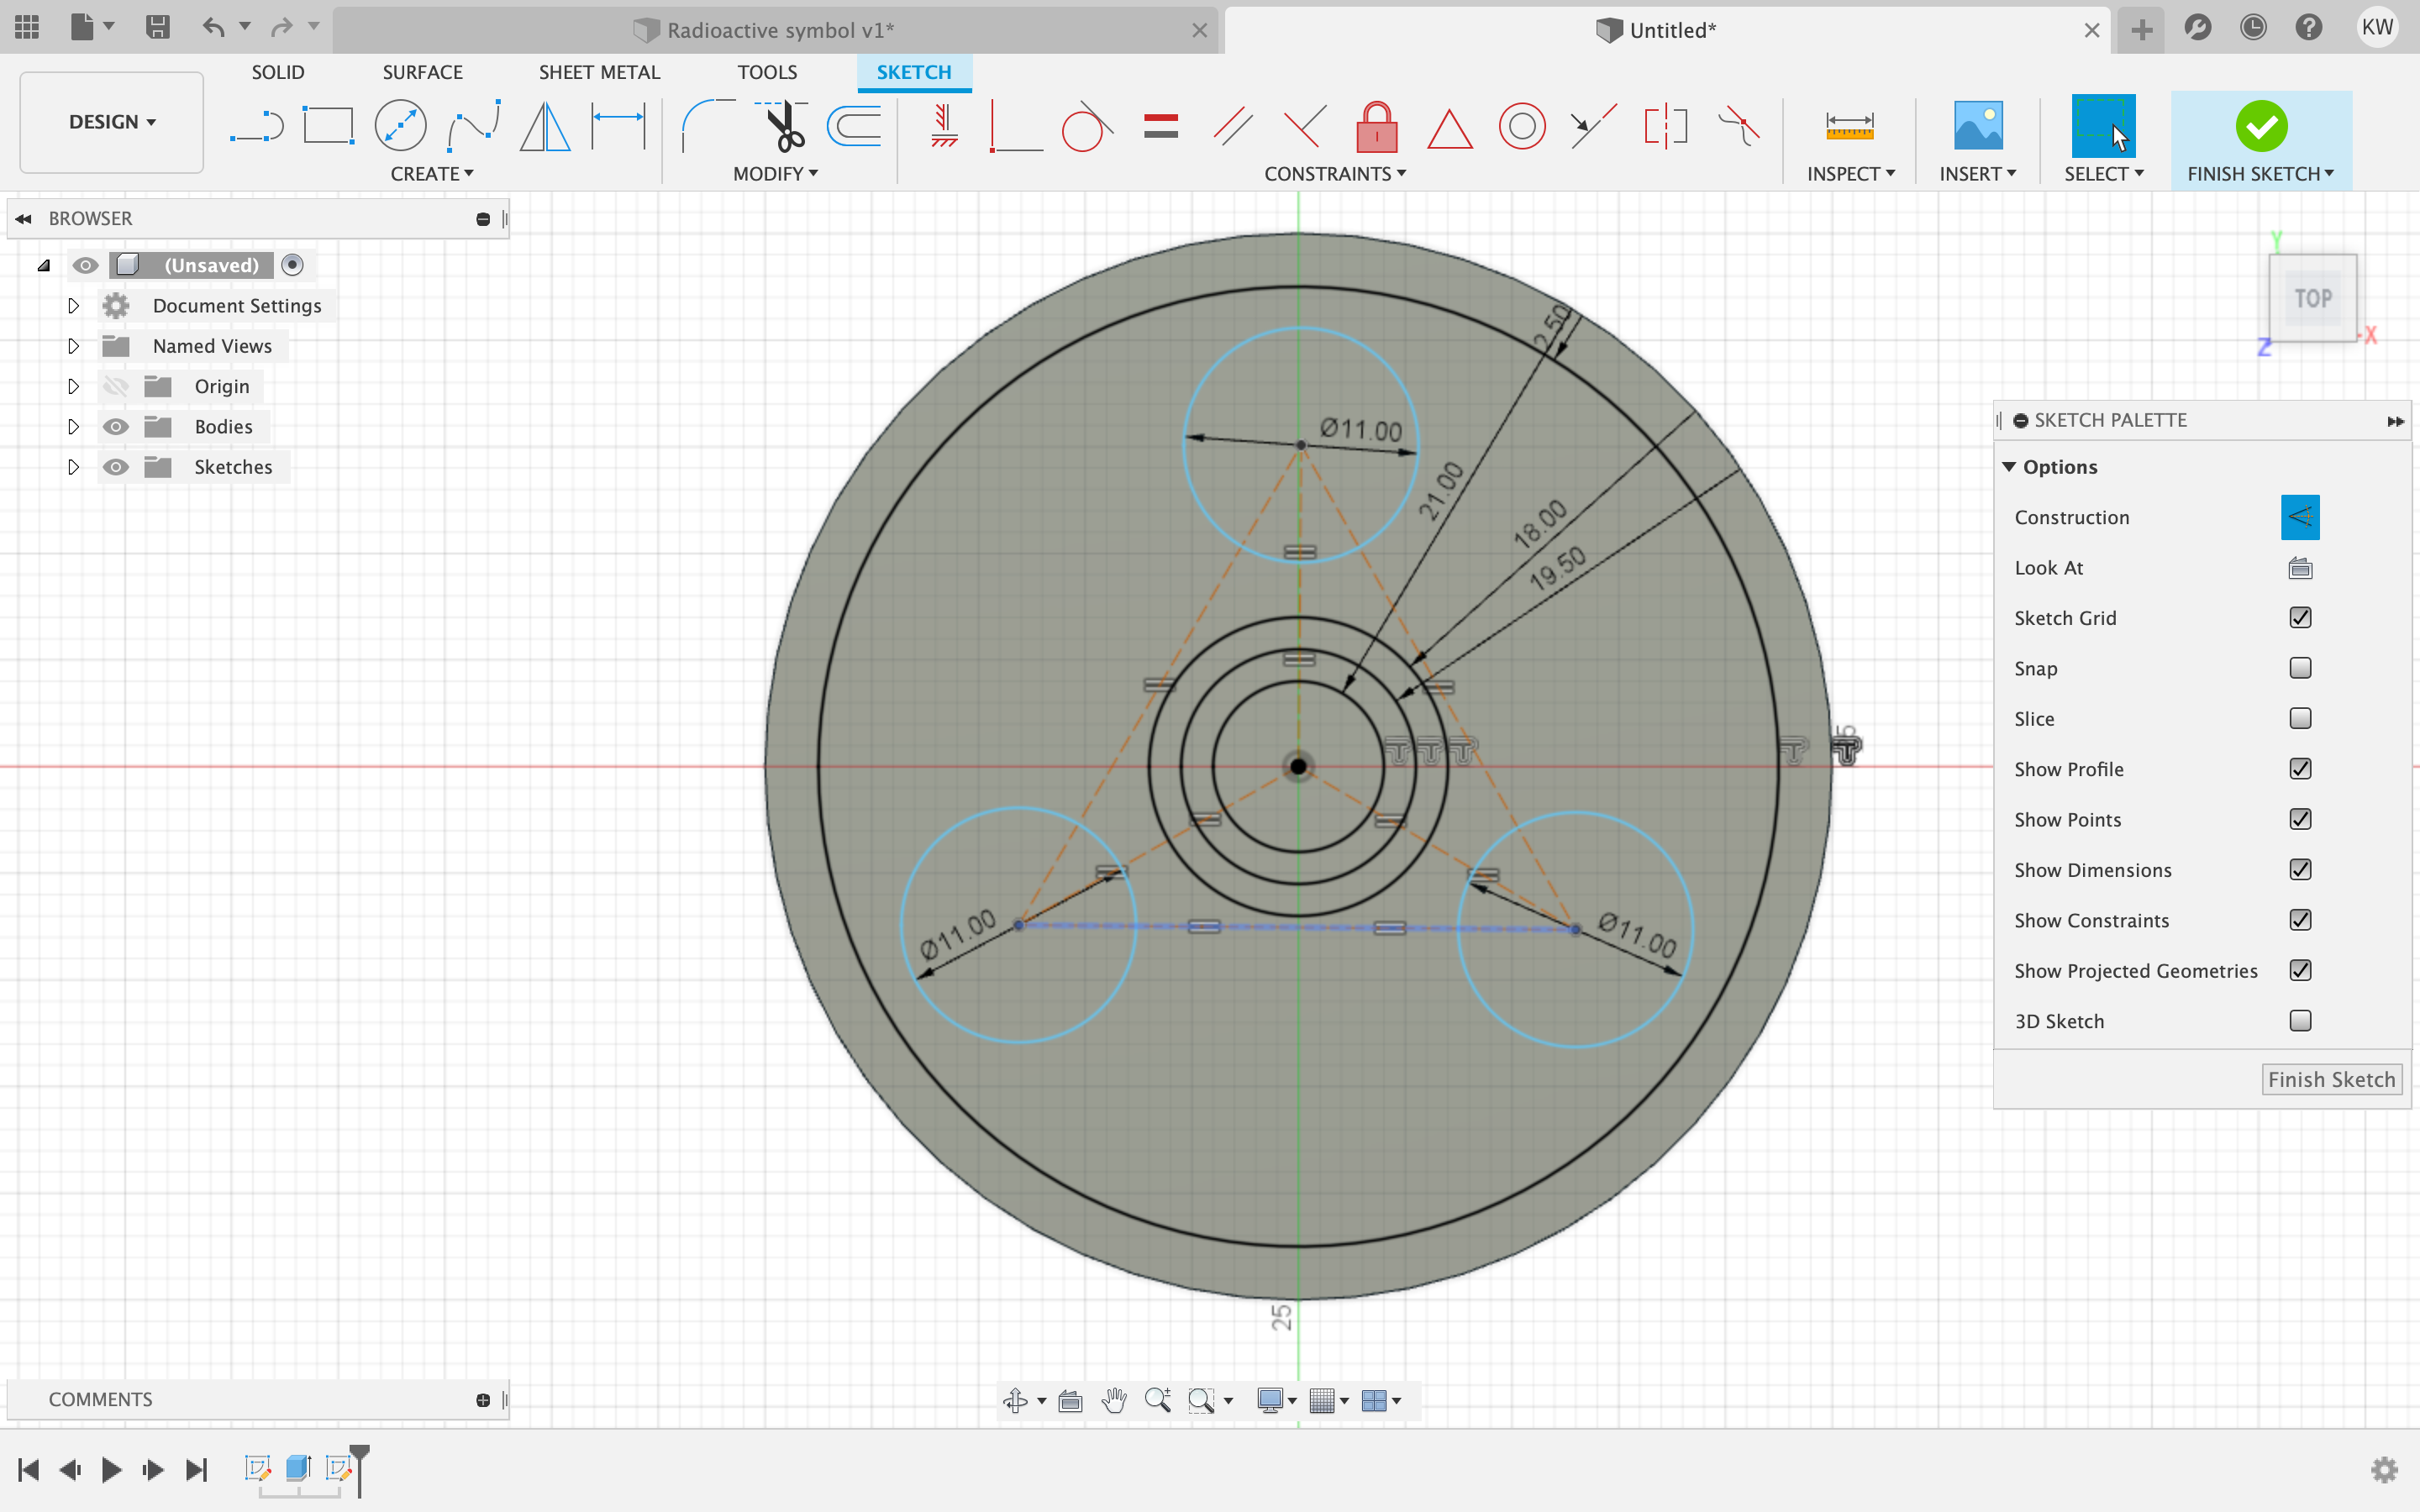 Radioactive symbol v1*
Untitled*
KW
DESIGN
SOLID
SURFACE
SHEET METAL
TOOLS
SKETCH
CREATE
MODIFY
CONSTRAINTS
INSPECT
INSERT
SELECT
FINISH SKETCH
BROWSER
(Unsaved)
Document Settings
Named Views
Origin
Bodies
Sketches
Y
TOP
X
Z
2.50
Ø11.00
21.00
18.00
19.50
Ø11.00
Ø11.00
25
SKETCH PALETTE
Options
Construction
Look At
Sketch Grid
Snap
Slice
Show Profile
Show Points
Show Dimensions
Show Constraints
Show Projected Geometries
3D Sketch
Finish Sketch
COMMENTS